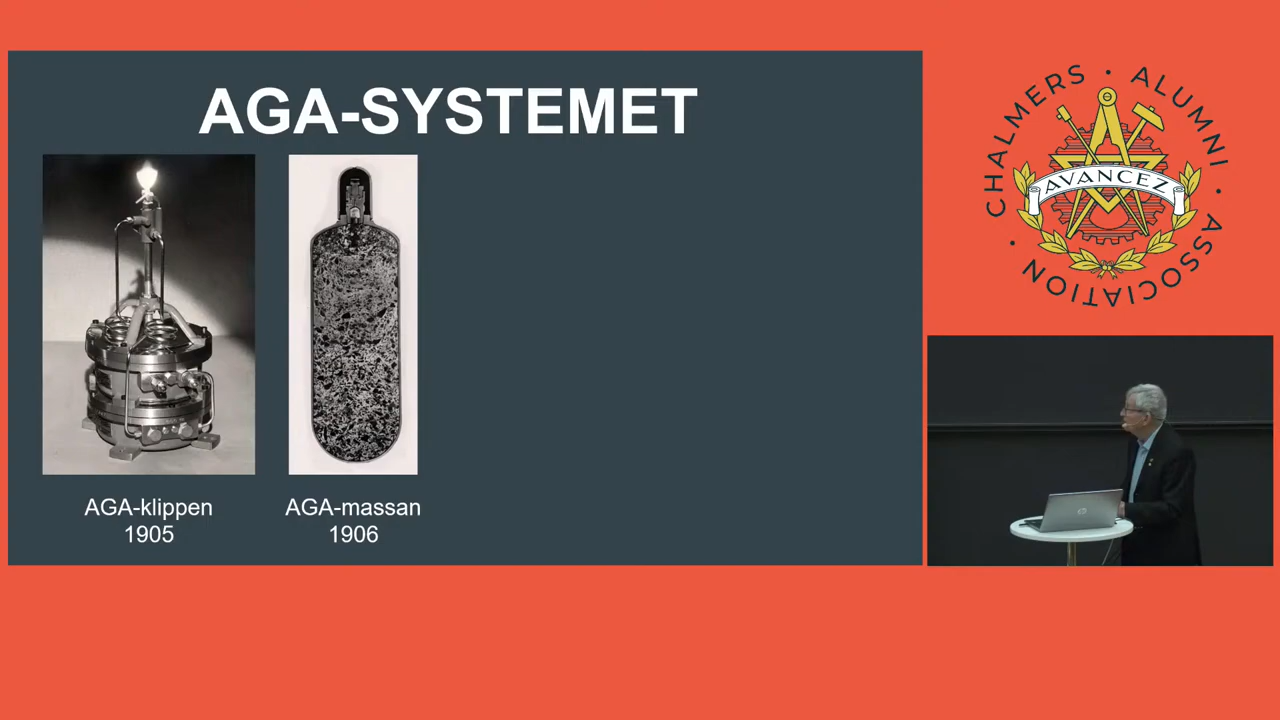 AGA-SYSTEMET
AGA-klippen
1905
AGA-massan
1906
CHALMERS · ALUMNI · ASSOCIATION ·
AVANCEZ